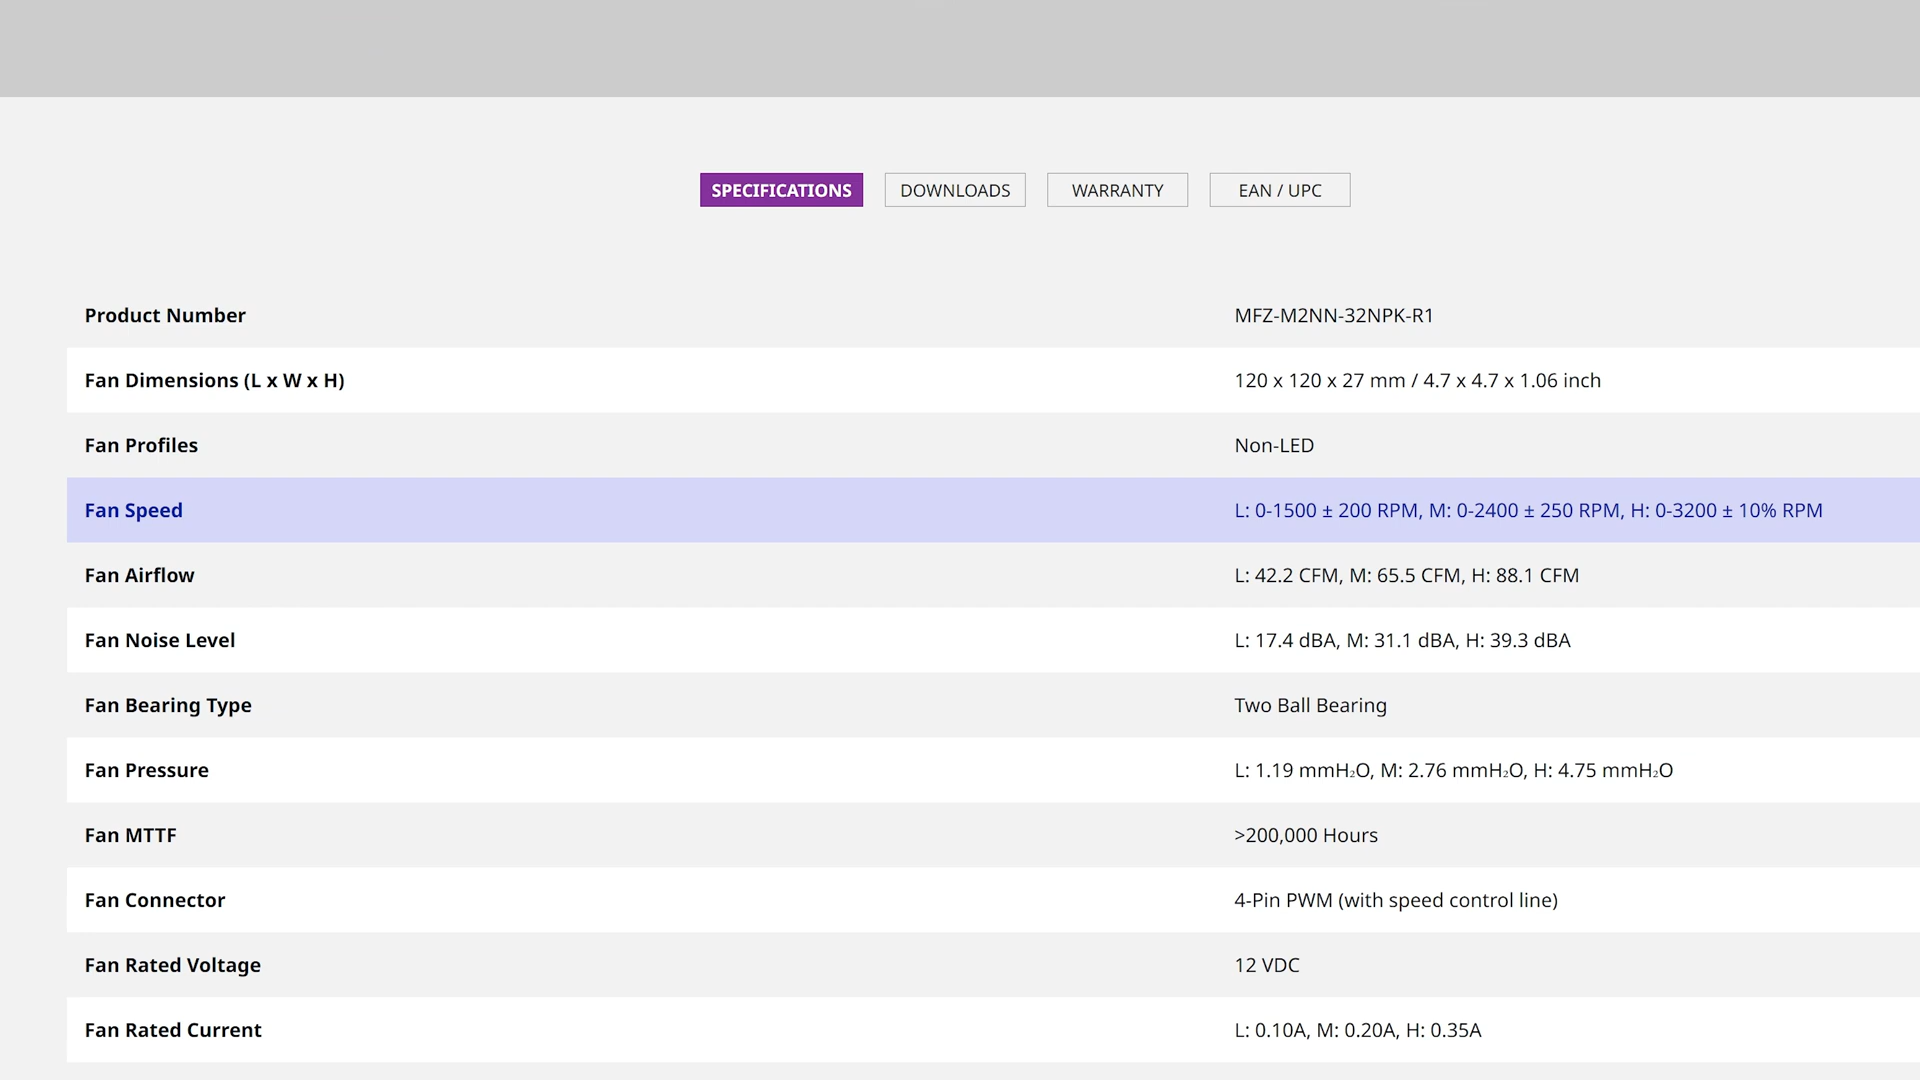 SPECIFICATIONS DOWNLOADS WARRANTY EAN / UPC
Product Number MFZ-M2NN-32NPK-R1
Fan Dimensions (L x W x H) 120 x 120 x 27 mm / 4.7 x 4.7 x 1.06 inch
Fan Profiles Non-LED
Fan Speed L: 0-1500 ± 200 RPM, M: 0-2400 ± 250 RPM, H: 0-3200 ± 10% RPM
Fan Airflow L: 42.2 CFM, M: 65.5 CFM, H: 88.1 CFM
Fan Noise Level L: 17.4 dBA, M: 31.1 dBA, H: 39.3 dBA
Fan Bearing Type Two Ball Bearing
Fan Pressure L: 1.19 mmH₂O, M: 2.76 mmH₂O, H: 4.75 mmH₂O
Fan MTTF >200,000 Hours
Fan Connector 4-Pin PWM (with speed control line)
Fan Rated Voltage 12 VDC
Fan Rated Current L: 0.10A, M: 0.20A, H: 0.35A